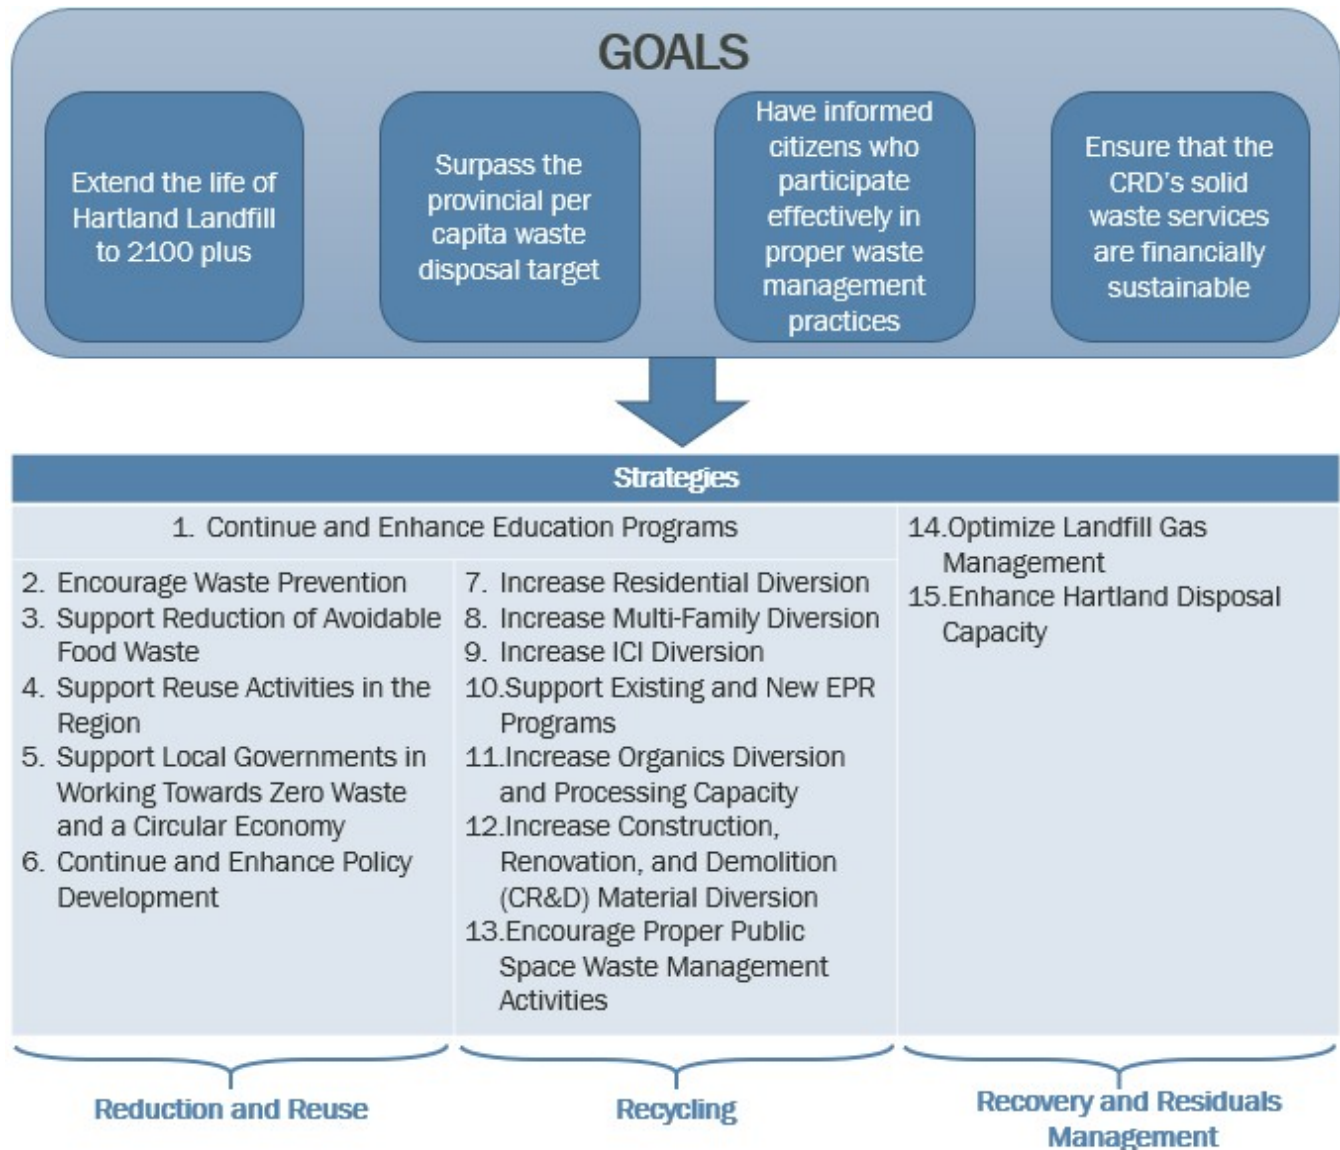 GOALS
Extend the life of
Hartland Landfill
to 2100 plus
Surpass the
provincial per
capita waste
disposal target
Have informed
citizens who
participate
effectively in
proper waste
management
practices
Ensure that the
CRD's solid
waste services
are financially
sustainable
Strategies
1. Continue and Enhance Education Programs
2. Encourage Waste Prevention
3. Support Reduction of Avoidable
Food Waste
4. Support Reuse Activities in the
Region
5. Support Local Governments in
Working Towards Zero Waste
and a Circular Economy
6. Continue and Enhance Policy
Development
7. Increase Residential Diversion
8. Increase Multi-Family Diversion
9. Increase ICI Diversion
10.Support Existing and New EPR
Programs
11.Increase Organics Diversion
and Processing Capacity
12.Increase Construction,
Renovation, and Demolition
(CR&D) Material Diversion
13.Encourage Proper Public
Space Waste Management
Activities
14.Optimize Landfill Gas
Management
15.Enhance Hartland Disposal
Capacity
Reduction and Reuse
Recycling
Recovery and Residuals
Management